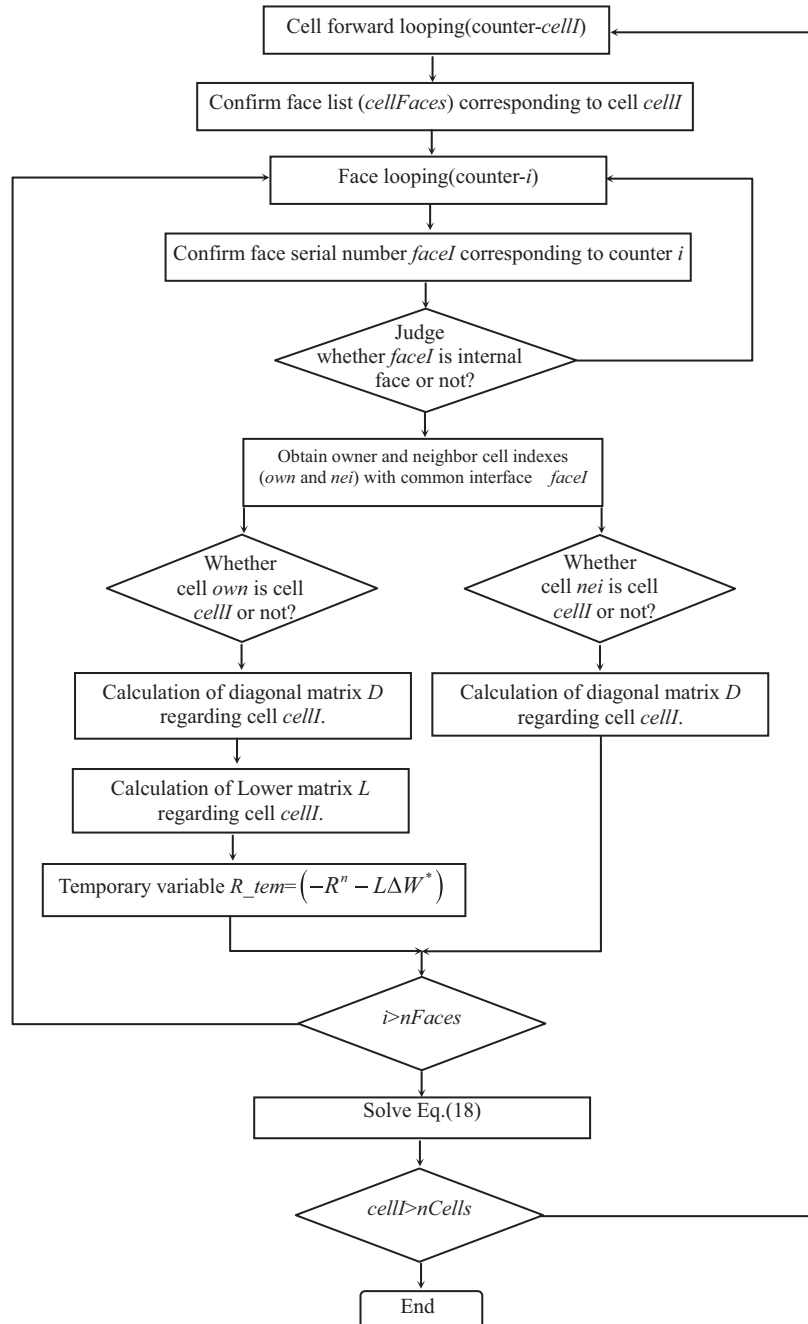 Cell forward looping(counter-cellI)
Confirm face list (cellFaces) corresponding to cell cellI
Face looping(counter-i)
Confirm face serial number faceI corresponding to counter i
Judge
whether faceI is internal
face or not?
Obtain owner and neighbor cell indexes
(own and nei) with common interface faceI
Whether
cell own is cell
cellI or not?
Whether
cell nei is cell
cellI or not?
Calculation of diagonal matrix D
regarding cell cellI.
Calculation of diagonal matrix D
regarding cell cellI.
Calculation of Lower matrix L
regarding cell cellI.
Temporary variable R_tem=(−Rⁿ − LΔW*)
i>nFaces
Solve Eq.(18)
cellI>nCells
End